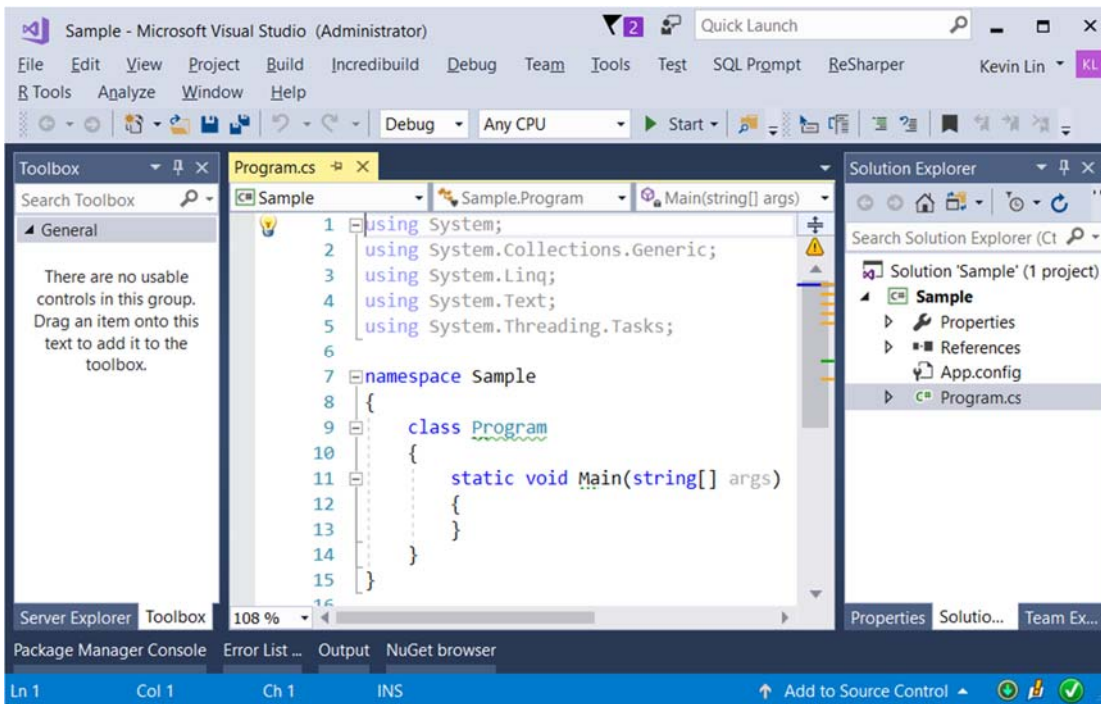 Sample - Microsoft Visual Studio (Administrator)
2
Quick Launch
File Edit View Project Build Incredibuild Debug Team Tools Test SQL Prompt ReSharper Kevin Lin KL
R Tools Analyze Window Help
Debug Any CPU Start
Toolbox
Search Toolbox
General
There are no usable
controls in this group.
Drag an item onto this
text to add it to the
toolbox.
Server Explorer Toolbox
Program.cs
Sample Sample.Program Main(string[] args)
1 using System;
2 using System.Collections.Generic;
3 using System.Linq;
4 using System.Text;
5 using System.Threading.Tasks;
6
7 namespace Sample
8 {
9 class Program
10 {
11 static void Main(string[] args)
12 {
13 }
14 }
15 }
16
108 %
Solution Explorer
Search Solution Explorer (Ct
Solution 'Sample' (1 project)
C# Sample
Properties
References
App.config
C# Program.cs
Properties Solutio... Team Ex...
Package Manager Console Error List ... Output NuGet browser
Ln 1 Col 1 Ch 1 INS Add to Source Control